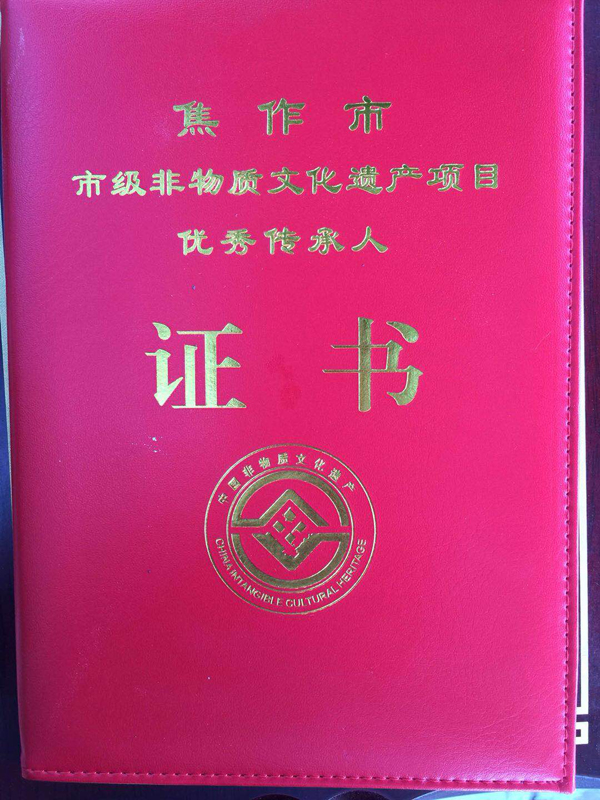 焦作市
市级非物质文化遗产项目
优秀传承人
证书
中国非物质文化遗产
CHINA INTANGIBLE CULTURAL HERITAGE